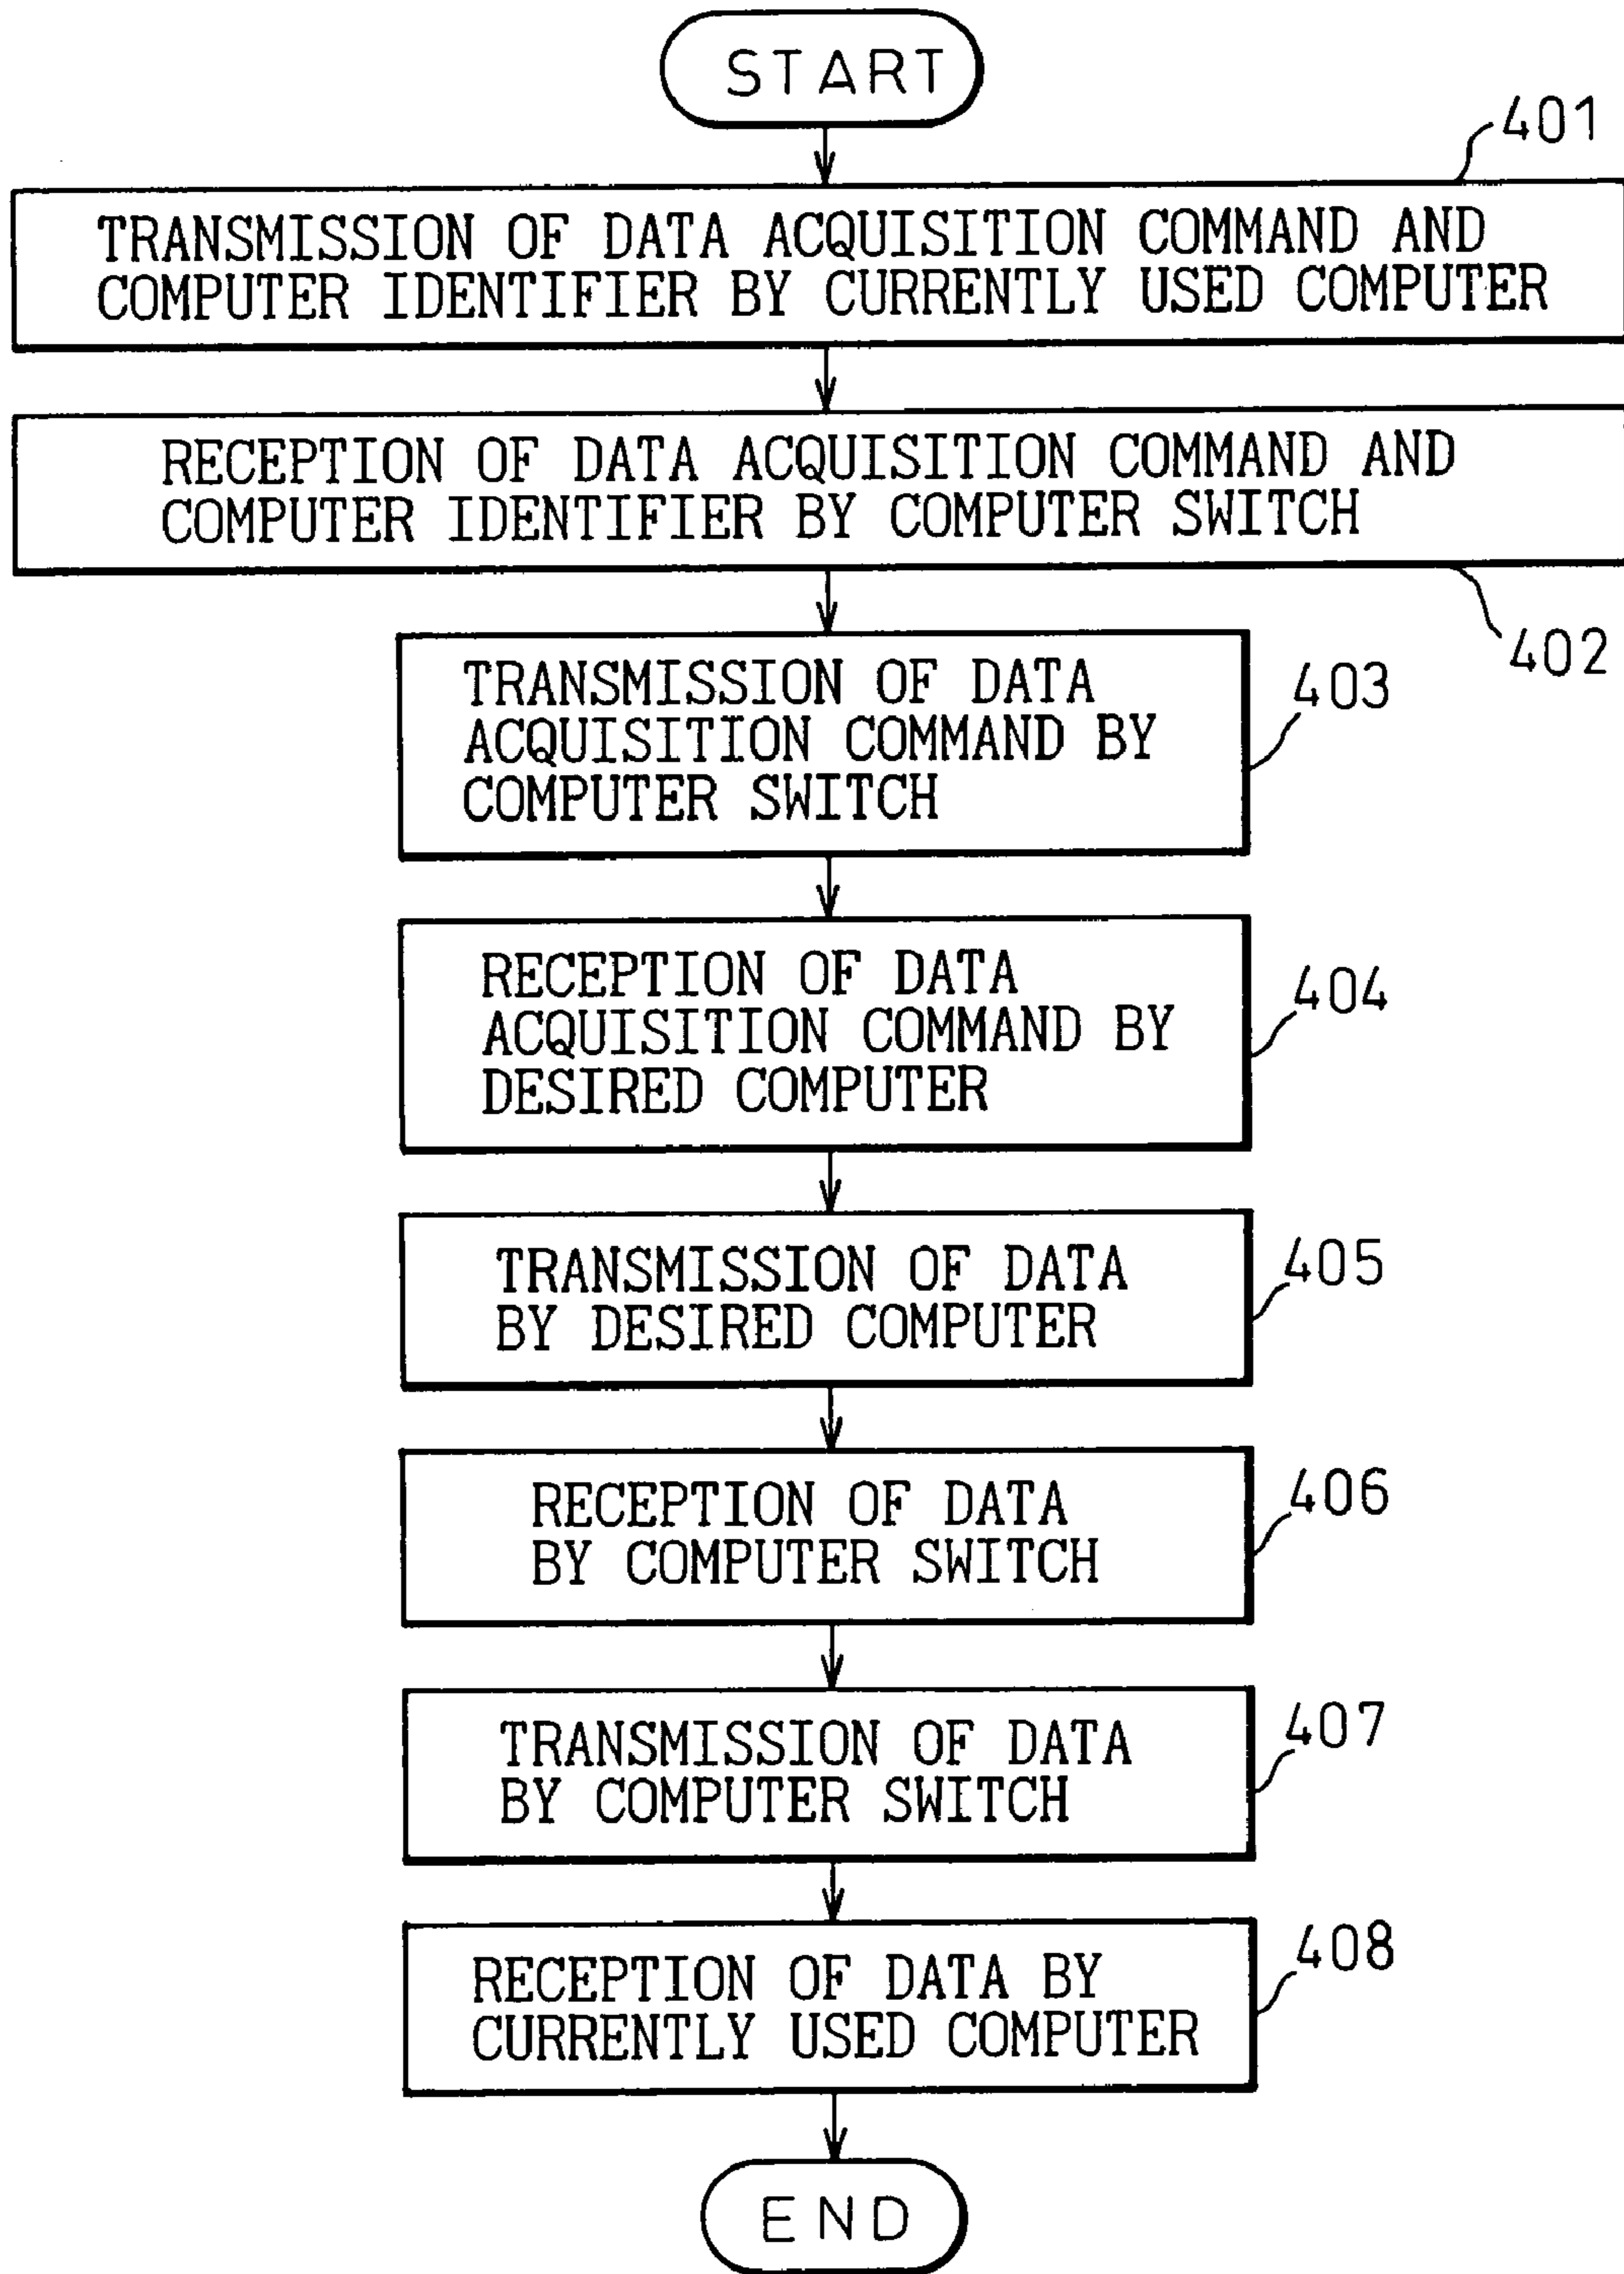 START
401
TRANSMISSION OF DATA ACQUISITION COMMAND AND
COMPUTER IDENTIFIER BY CURRENTLY USED COMPUTER
RECEPTION OF DATA ACQUISITION COMMAND AND
COMPUTER IDENTIFIER BY COMPUTER SWITCH
402
TRANSMISSION OF DATA
ACQUISITION COMMAND BY
COMPUTER SWITCH
403
RECEPTION OF DATA
ACQUISITION COMMAND BY
DESIRED COMPUTER
404
TRANSMISSION OF DATA
BY DESIRED COMPUTER
405
RECEPTION OF DATA
BY COMPUTER SWITCH
406
TRANSMISSION OF DATA
BY COMPUTER SWITCH
407
RECEPTION OF DATA BY
CURRENTLY USED COMPUTER
408
END